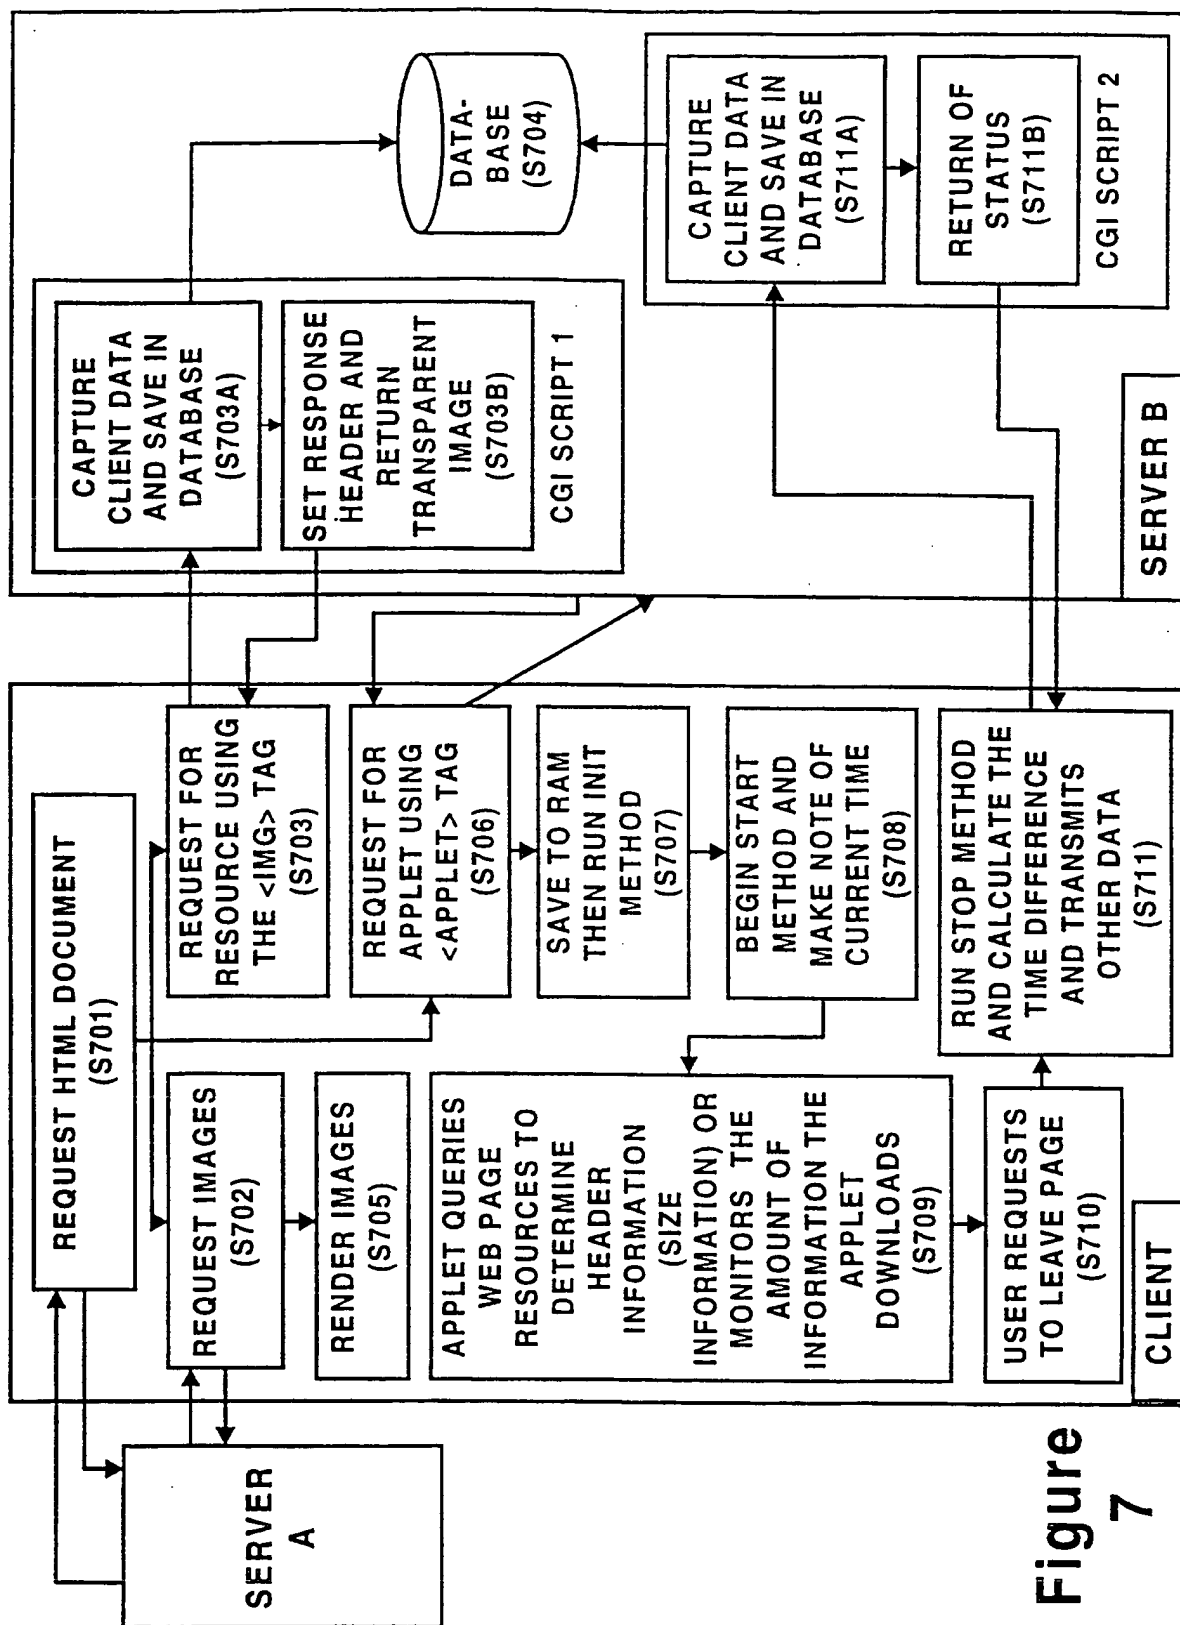 REQUEST HTML DOCUMENT
(S701)
REQUEST IMAGES
(S702)
REQUEST FOR
RESOURCE USING
THE <IMG> TAG
(S703)
CAPTURE
CLIENT DATA
AND SAVE IN
DATABASE
(S703A)
SET RESPONSE
HEADER AND
RETURN
TRANSPARENT
IMAGE
(S703B)
CGI SCRIPT 1
DATA-
BASE
(S704)
SERVER
A
RENDER IMAGES
(S705)
REQUEST FOR
APPLET USING
<APPLET> TAG
(S706)
SAVE TO RAM
THEN RUN INIT
METHOD
(S707)
BEGIN START
METHOD AND
MAKE NOTE OF
CURRENT TIME
(S708)
APPLET QUERIES
WEB PAGE
RESOURCES TO
DETERMINE
HEADER
INFORMATION
(SIZE
INFORMATION) OR
MONITORS THE
AMOUNT OF
INFORMATION THE
APPLET
DOWNLOADS
(S709)
USER REQUESTS
TO LEAVE PAGE
(S710)
RUN STOP METHOD
AND CALCULATE THE
TIME DIFFERENCE
AND TRANSMITS
OTHER DATA
(S711)
CAPTURE
CLIENT DATA
AND SAVE IN
DATABASE
(S711A)
RETURN OF
STATUS
(S711B)
CGI SCRIPT 2
CLIENT
SERVER B
Figure
7